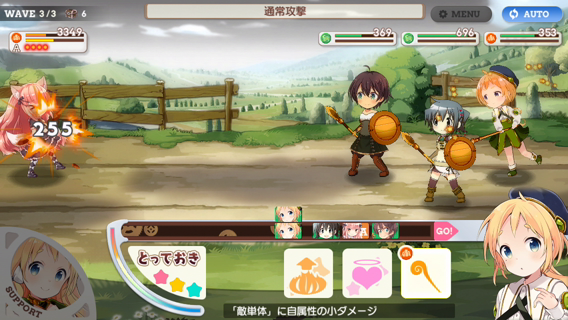 WAVE 3/3 6
通常攻撃
MENU
AUTO
3349
A
369
696
353
255
GO!
とっておき
SUPPORT
「敵単体」に自属性の小ダメージ